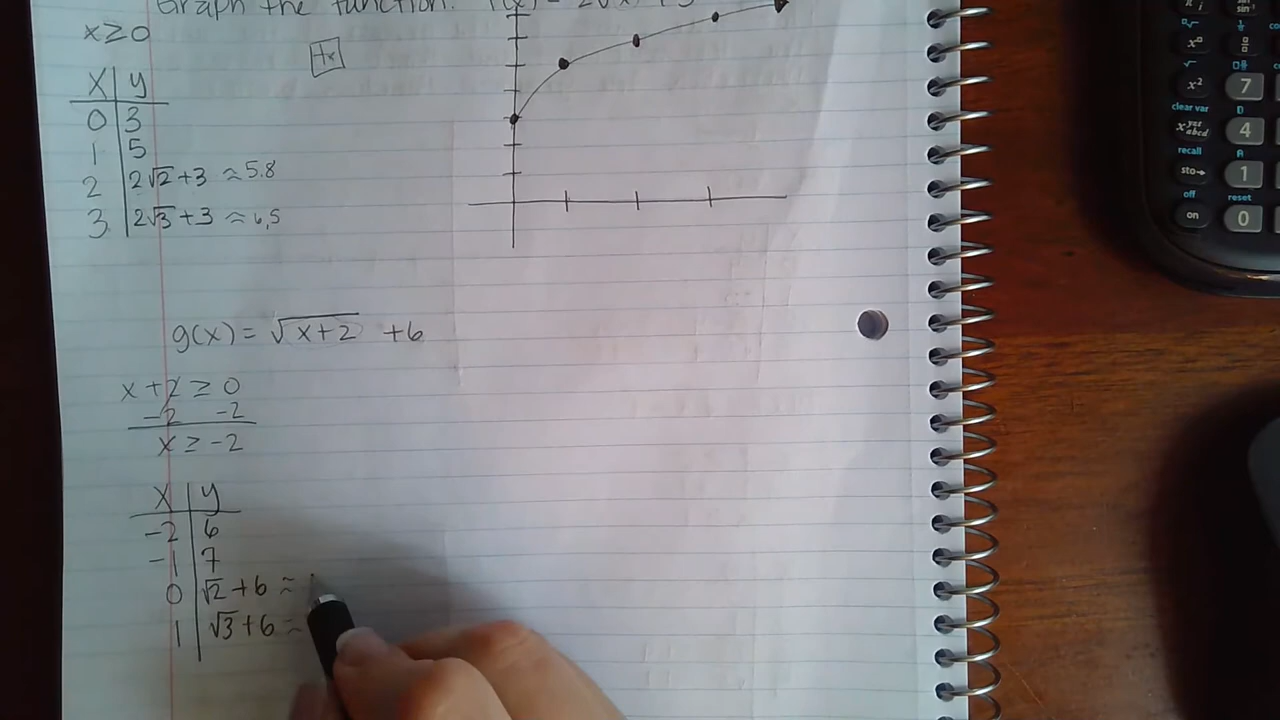 Graph the function.
x ≥ 0
+x
x y
0 3
1 5
2 2√2 + 3 ≈ 5.8
3 2√3 + 3 ≈ 6,5
g(x) = √x+2 + 6
x + 2 ≥ 0
-2 -2
x ≥ -2
x y
-2 6
-1 7
0 √2 + 6 ≈
1 √3 + 6 ≈
clear var
recall
sto→
off
on
reset
7
4
1
0
A
D